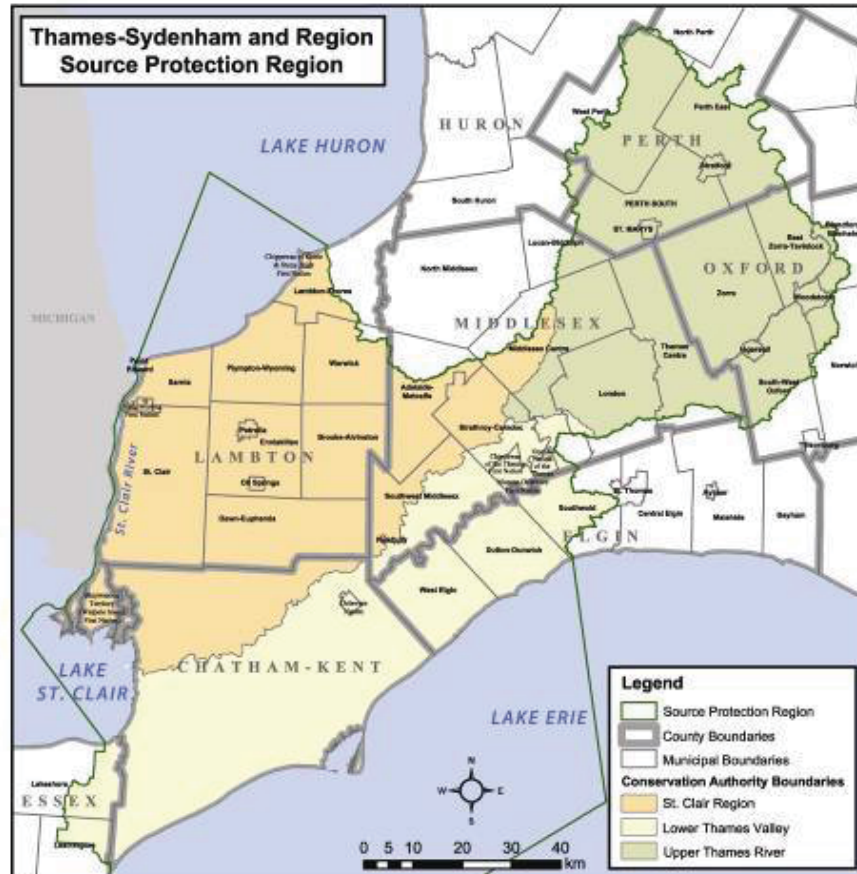 Thames-Sydenham and Region
Source Protection Region
North Perth
West Perth
Perth East
HURON
PERTH
LAKE HURON
Stratford
South Huron
PERTH SOUTH
ST. MARYS
East
Zorra-Tavistock
North Middlesex
OXFORD
Lambton Shores
Zorra
Woodstock
MICHIGAN
MIDDLESEX
Point
Edward
Middlesex Centre
Thames
Centre
Ingersoll
Sarnia
Plympton-Wyoming
Warwick
Adelaide-
Metcalfe
London
South-West
Oxford
Norwich
Strathroy-Caradoc
Petrolia
Enniskillen
Brooke-Alvinston
LAMBTON
St. Clair
Oil Springs
St. Clair River
Southwest Middlesex
St. Thomas
Aylmer
Southwold
Central Elgin
Malahide
Bayham
Dawn-Euphemia
ELGIN
Newbury
Dutton Dunwich
West Elgin
CHATHAM-KENT
LAKE
ST. CLAIR
LAKE ERIE
Lakeshore
ESSEX
Leamington
N
W
E
S
0 5 10 20 30 40
km
Legend
Source Protection Region
County Boundaries
Municipal Boundaries
Conservation Authority Boundaries
St. Clair Region
Lower Thames Valley
Upper Thames River